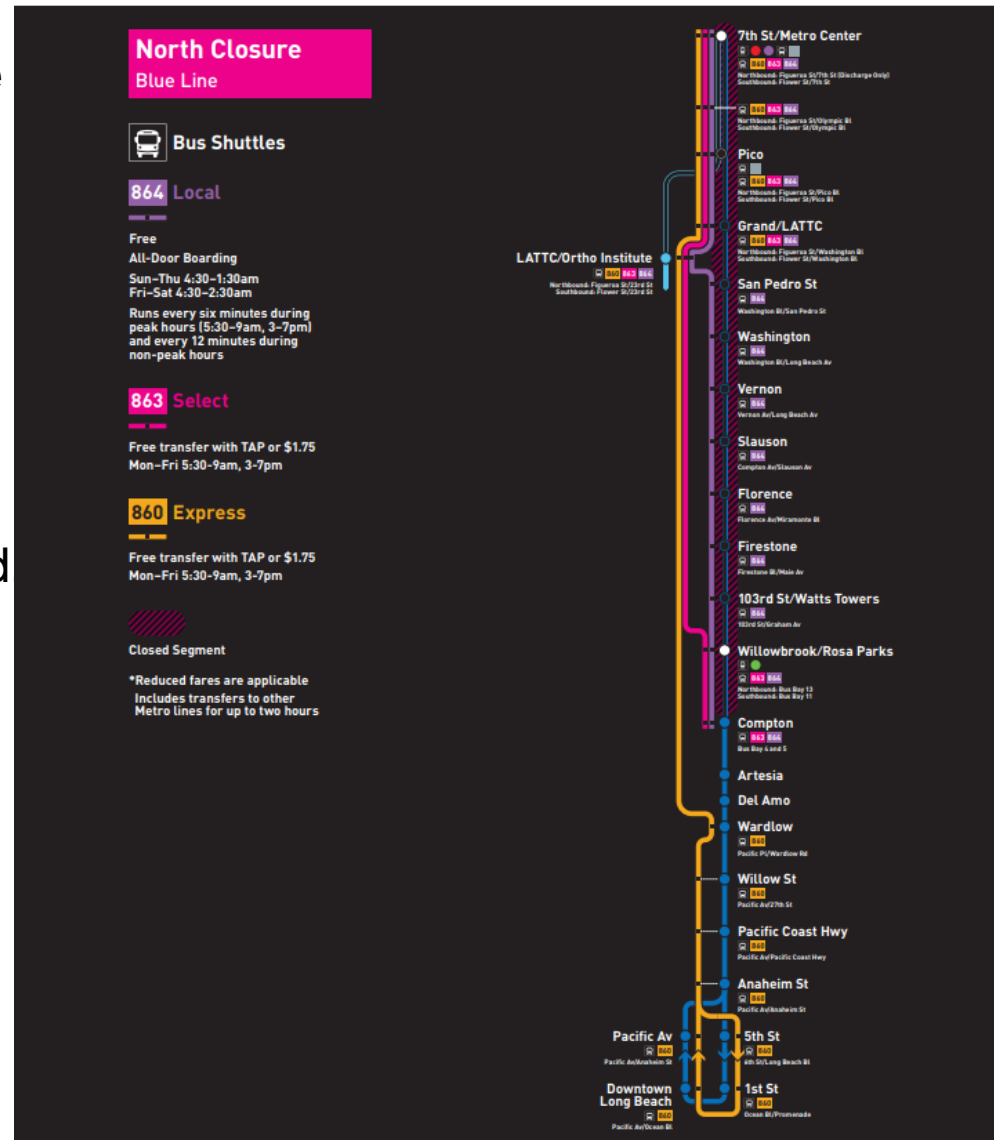 e
d
North Closure
Blue Line
Bus Shuttles
864 Local
Free
All-Door Boarding
Sun–Thu 4:30–1:30am
Fri–Sat 4:30–2:30am
Runs every six minutes during
peak hours (5:30–9am, 3–7pm)
and every 12 minutes during
non-peak hours
863 Select
Free transfer with TAP or $1.75
Mon–Fri 5:30-9am, 3-7pm
860 Express
Free transfer with TAP or $1.75
Mon–Fri 5:30-9am, 3-7pm
Closed Segment
*Reduced fares are applicable
Includes transfers to other
Metro lines for up to two hours
7th St/Metro Center
860 863 864
Northbound: Figueroa St/7th St (Discharge Only)
Southbound: Flower St/7th St
860 863 864
Northbound: Figueroa St/Olympic Bl
Southbound: Flower St/Olympic Bl
Pico
860 863 864
Northbound: Figueroa St/Pico Bl
Southbound: Flower St/Pico Bl
Grand/LATTC
860 863 864
Northbound: Figueroa St/Washington Bl
Southbound: Flower St/Washington Bl
LATTC/Ortho Institute
860 863 864
Northbound: Figueroa St/23rd St
Southbound: Flower St/23rd St
San Pedro St
864
Washington Bl/San Pedro St
Washington
864
Washington Bl/Long Beach Av
Vernon
864
Vernon Av/Long Beach Av
Slauson
864
Compton Av/Slauson Av
Florence
864
Florence Av/Miramonte Bl
Firestone
864
Firestone Bl/Maie Av
103rd St/Watts Towers
864
103rd St/Graham Av
Willowbrook/Rosa Parks
863 864
Northbound: Bus Bay 13
Southbound: Bus Bay 11
Compton
863 864
Bus Bay 4 and 5
Artesia
Del Amo
Wardlow
860
Pacific Pl/Wardlow Rd
Willow St
860
Pacific Av/27th St
Pacific Coast Hwy
860
Pacific Av/Pacific Coast Hwy
Anaheim St
860
Pacific Av/Anaheim St
Pacific Av
860
Pacific Av/Anaheim St
5th St
860
6th St/Long Beach Bl
Downtown
Long Beach
860
Pacific Av/Ocean Bl
1st St
860
Ocean Bl/Promenade